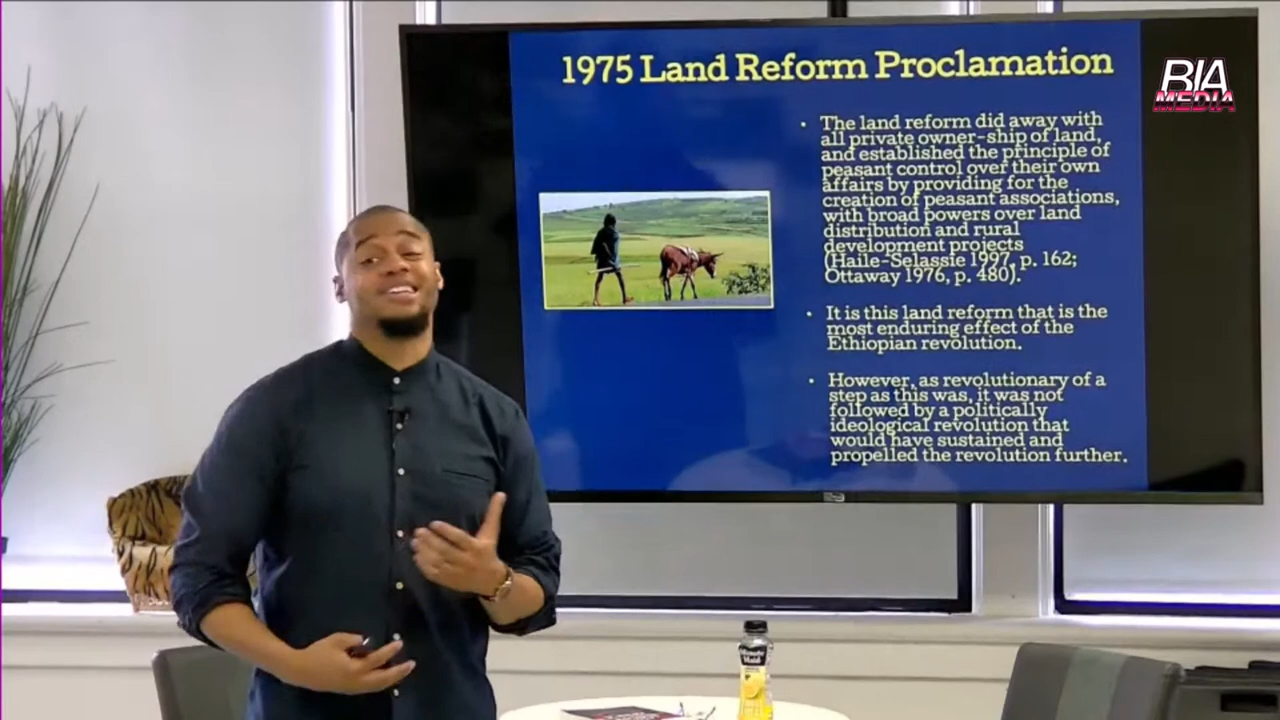 1975 Land Reform Proclamation
BIA
MEDIA
• The land reform did away with
all private owner-ship of land,
and established the principle of
peasant control over their own
affairs by providing for the
creation of peasant associations,
with broad powers over land
distribution and rural
development projects
(Haile-Selassie 1997, p. 162;
Ottaway 1976, p. 480).
• It is this land reform that is the
most enduring effect of the
Ethiopian revolution.
• However, as revolutionary of a
step as this was, it was not
followed by a politically
ideological revolution that
would have sustained and
propelled the revolution further.
Minute
Maid